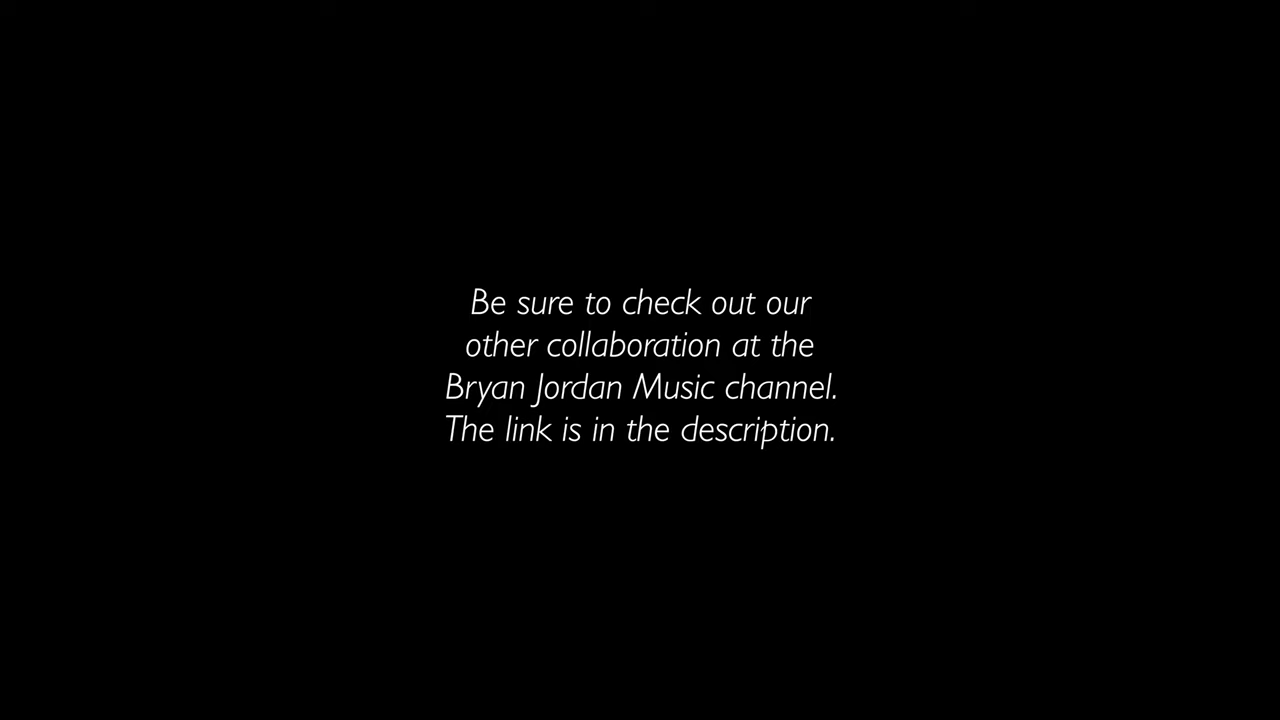 Be sure to check out our
other collaboration at the
Bryan Jordan Music channel.
The link is in the description.